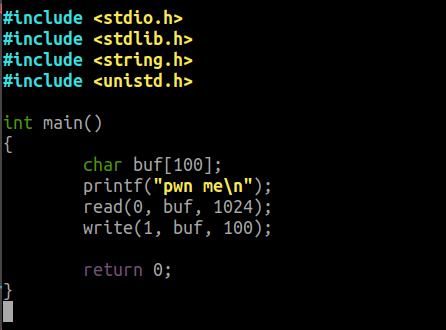 #include <stdio.h>
#include <stdlib.h>
#include <string.h>
#include <unistd.h>
int main()
{
char buf[100];
printf("pwn me\n");
read(0, buf, 1024);
write(1, buf, 100);
return 0;
}